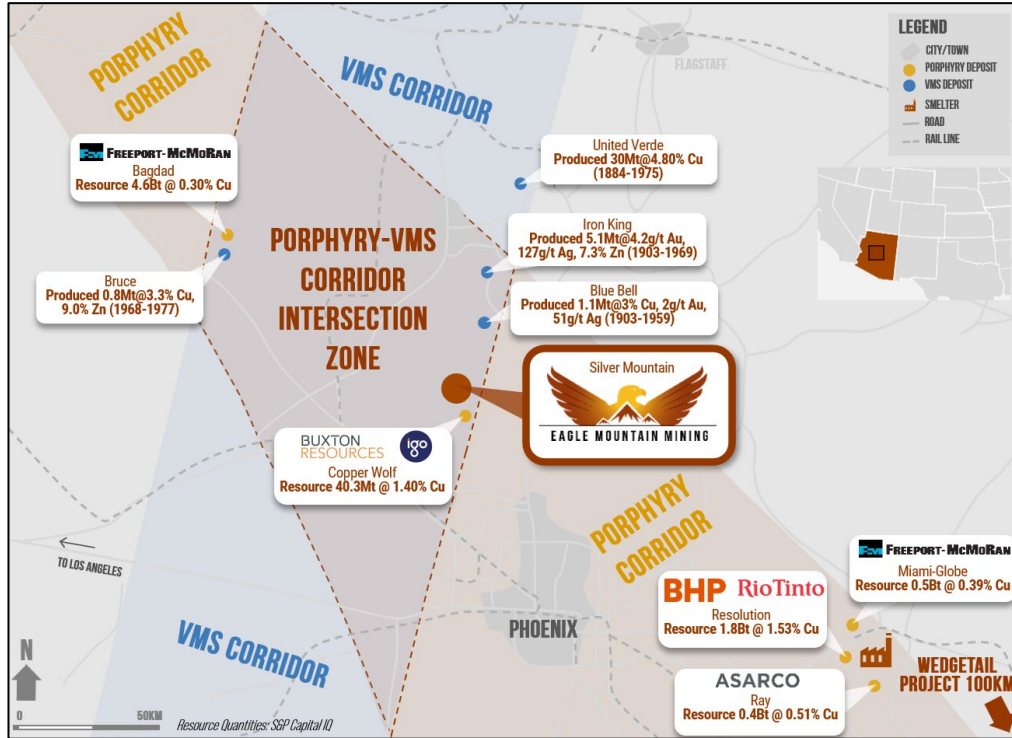 PORPHYRY
CORRIDOR
VMS CORRIDOR
FLAGSTAFF
LEGEND
CITY/TOWN
PORPHYRY DEPOSIT
VMS DEPOSIT
SMELTER
ROAD
RAIL LINE
FCX FREEPORT-McMoRAN
Bagdad
Resource 4.6Bt @ 0.30% Cu
United Verde
Produced 30Mt@4.80% Cu
(1884-1975)
Bruce
Produced 0.8Mt@3.3% Cu,
9.0% Zn (1968-1977)
PORPHYRY-VMS
CORRIDOR
INTERSECTION
ZONE
Iron King
Produced 5.1Mt@4.2g/t Au,
127g/t Ag, 7.3% Zn (1903-1969)
Blue Bell
Produced 1.1Mt@3% Cu, 2g/t Au,
51g/t Ag (1903-1959)
Silver Mountain
EAGLE MOUNTAIN MINING
BUXTON
RESOURCES
igo
Copper Wolf
Resource 40.3Mt @ 1.40% Cu
PORPHYRY
CORRIDOR
TO LOS ANGELES
FCX FREEPORT-McMoRAN
Miami-Globe
Resource 0.5Bt @ 0.39% Cu
BHP RioTinto
Resolution
Resource 1.8Bt @ 1.53% Cu
PHOENIX
VMS CORRIDOR
ASARCO
Ray
Resource 0.4Bt @ 0.51% Cu
WEDGETAIL
PROJECT 100KM
N
0 50KM
Resource Quantities: S&P Capital IQ